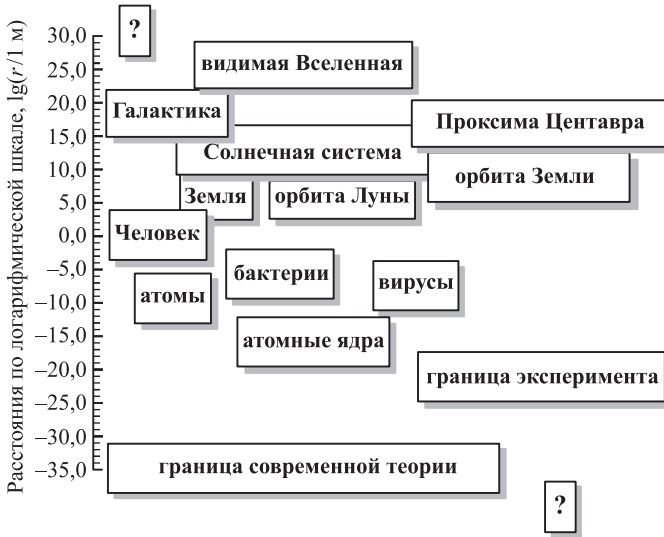 Расстояния по логарифмической шкале, lg(r/1 м)
30,0
25,0
20,0
15,0
10,0
5,0
0,0
–5,0
–10,0
–15,0
–20,0
–25,0
–30,0
–35,0
?
видимая Вселенная
Галактика
Проксима Центавра
Солнечная система
орбита Земли
Земля
орбита Луны
Человек
бактерии
вирусы
атомы
атомные ядра
граница эксперимента
граница современной теории
?